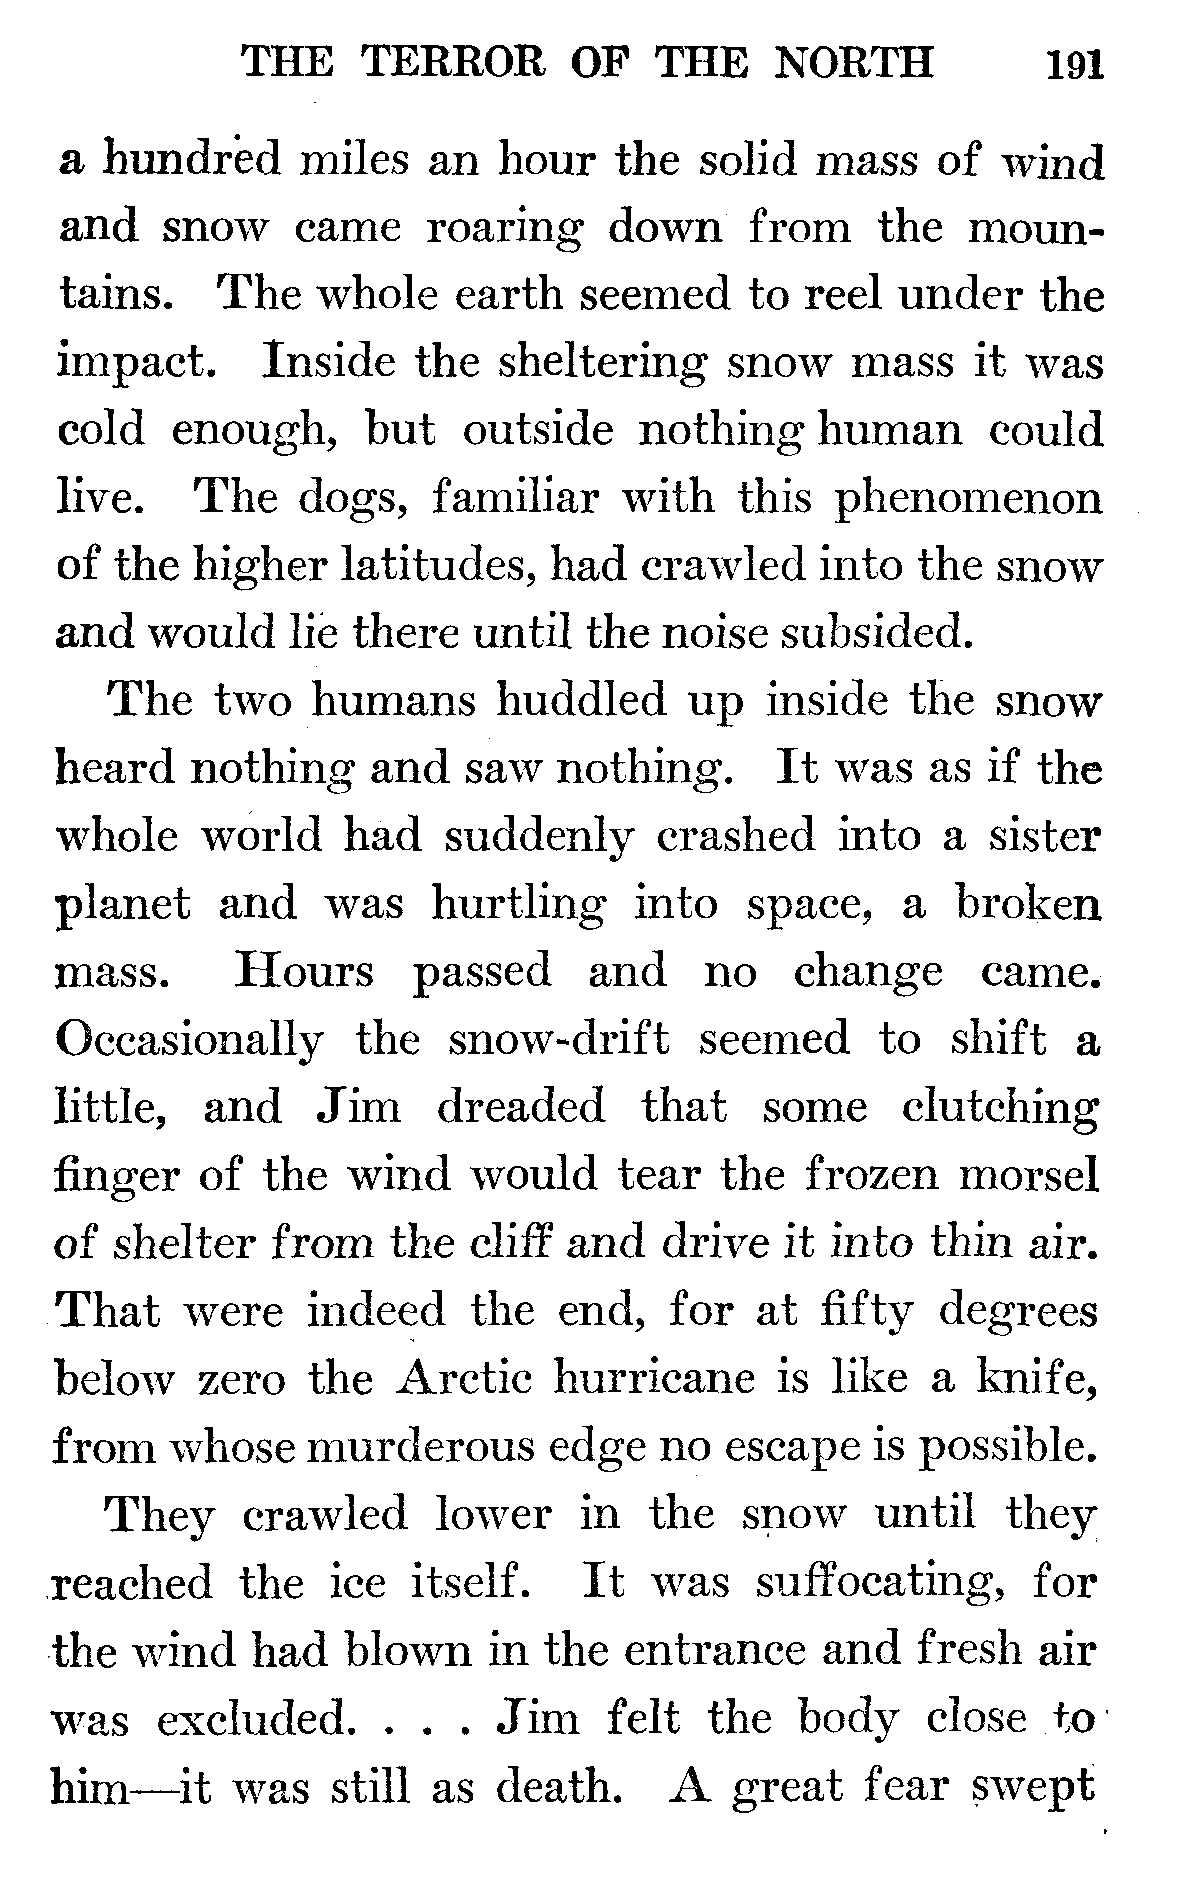 THE TERROR OF THE NORTH 191
a hundred miles an hour the solid mass of wind
and snow came roaring down from the moun-
tains. The whole earth seemed to reel under the
impact. Inside the sheltering snow mass it was
cold enough, but outside nothing human could
live. The dogs, familiar with this phenomenon
of the higher latitudes, had crawled into the snow
and would lie there until the noise subsided.
The two humans huddled up inside the snow
heard nothing and saw nothing. It was as if the
whole world had suddenly crashed into a sister
planet and was hurtling into space, a broken
mass. Hours passed and no change came.
Occasionally the snow-drift seemed to shift a
little, and Jim dreaded that some clutching
finger of the wind would tear the frozen morsel
of shelter from the cliff and drive it into thin air.
That were indeed the end, for at fifty degrees
below zero the Arctic hurricane is like a knife,
from whose murderous edge no escape is possible.
They crawled lower in the snow until they
reached the ice itself. It was suffocating, for
the wind had blown in the entrance and fresh air
was excluded. . . . Jim felt the body close to
him—it was still as death. A great fear swept